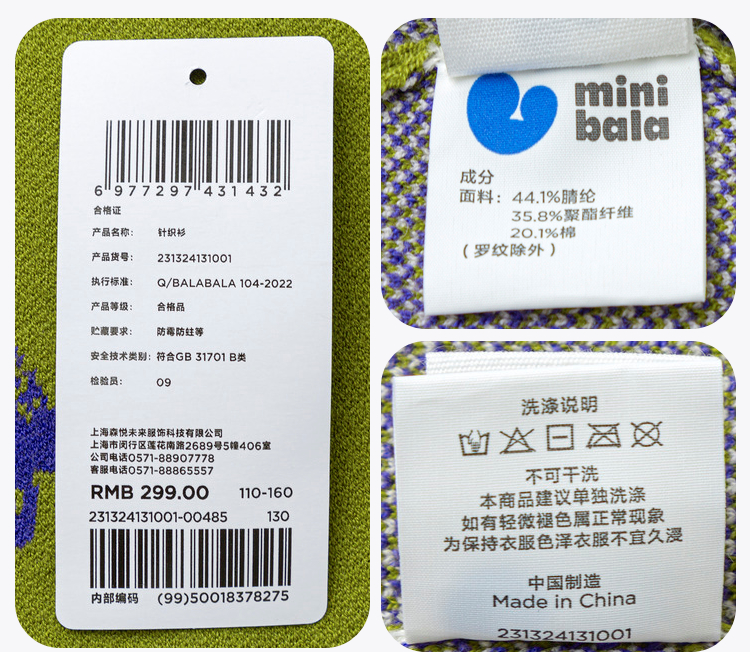 6 977297 431432
合格证
产品名称: 针织衫
产品货号: 231324131001
执行标准: Q/BALABALA 104-2022
产品等级: 合格品
贮藏要求: 防霉防蛀等
安全技术类别: 符合GB 31701 B类
检验员: 09
上海森悦未来服饰科技有限公司
上海市闵行区莲花南路2689号5幢406室
公司电话0571-88907778
客服电话0571-88865557
RMB 299.00 110-160
231324131001-00485 130
内部编码 (99)50018378275
mini
bala
成分
面料: 44.1%腈纶
35.8%聚酯纤维
20.1%棉
(罗纹除外)
洗涤说明
不可干洗
本商品建议单独洗涤
如有轻微褪色属正常现象
为保持衣服色泽衣服不宜久浸
中国制造
Made in China
231324131001